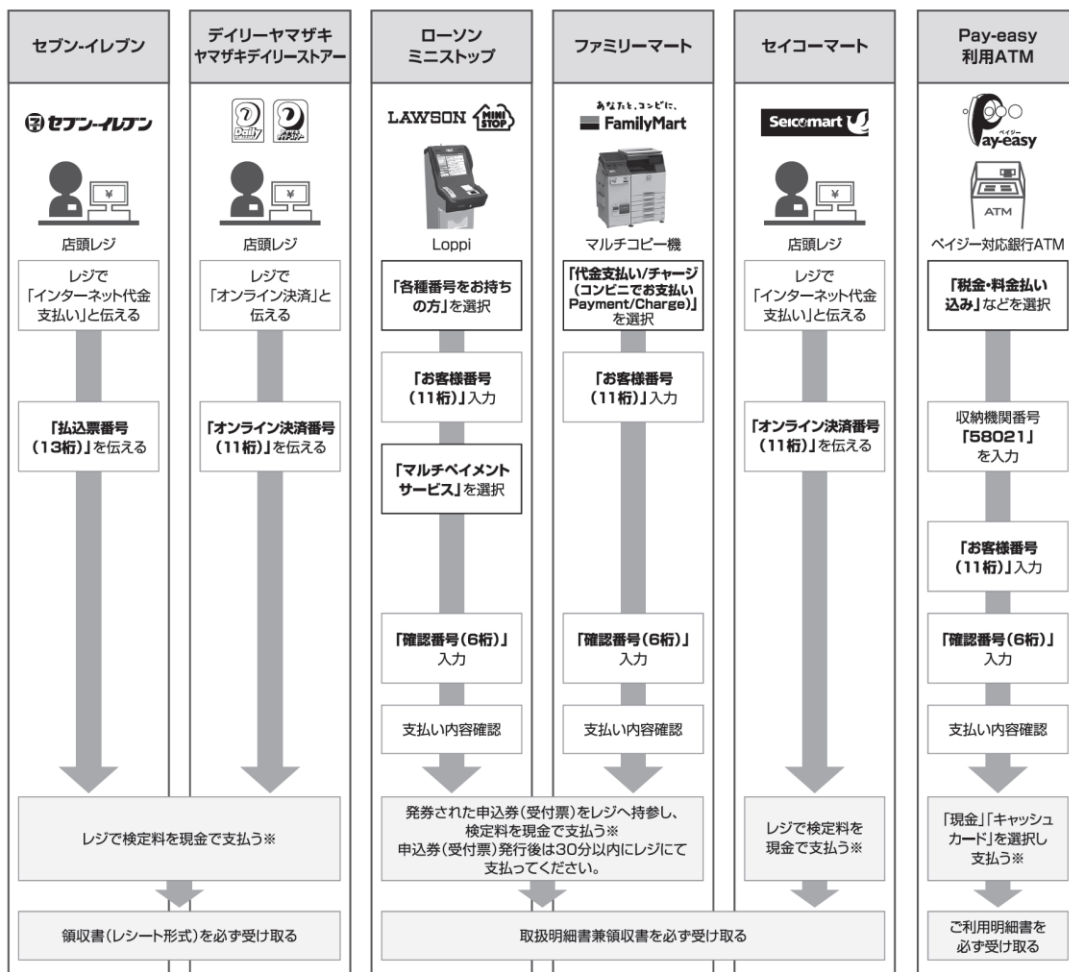 セブン-イレブン
デイリーヤマザキ
ヤマザキデイリーストアー
ローソン
ミニストップ
ファミリーマート
セイコーマート
Pay-easy
利用ATM
セブン-イレブン
Daily
LAWSON
MINI
STOP
あなたと、コンビに、
FamilyMart
Seicomart
ペイジー
Pay-easy
¥
¥
¥
ATM
店頭レジ
店頭レジ
Loppi
マルチコピー機
店頭レジ
ペイジー対応銀行ATM
レジで
「インターネット代金
支払い」と伝える
レジで
「オンライン決済」と
伝える
「各種番号をお持ち
の方」を選択
「代金支払い/チャージ
(コンビニでお支払い
Payment/Charge)」
を選択
レジで
「インターネット代金
支払い」と伝える
「税金・料金払い
込み」などを選択
「お客様番号
(11桁)」入力
「お客様番号
(11桁)」入力
「払込票番号
(13桁)」を伝える
「オンライン決済番号
(11桁)」を伝える
「オンライン決済番号
(11桁)」を伝える
収納機関番号
「58021」
を入力
「マルチペイメント
サービス」を選択
「お客様番号
(11桁)」入力
「確認番号(6桁)」
入力
「確認番号(6桁)」
入力
「確認番号(6桁)」
入力
支払い内容確認
支払い内容確認
支払い内容確認
レジで検定料を現金で支払う※
発券された申込券(受付票)をレジへ持参し、
検定料を現金で支払う※
申込券(受付票)発行後は30分以内にレジにて
支払ってください。
レジで検定料を
現金で支払う※
「現金」「キャッシュ
カード」を選択し
支払う※
領収書(レシート形式)を必ず受け取る
取扱明細書兼領収書を必ず受け取る
ご利用明細書を
必ず受け取る